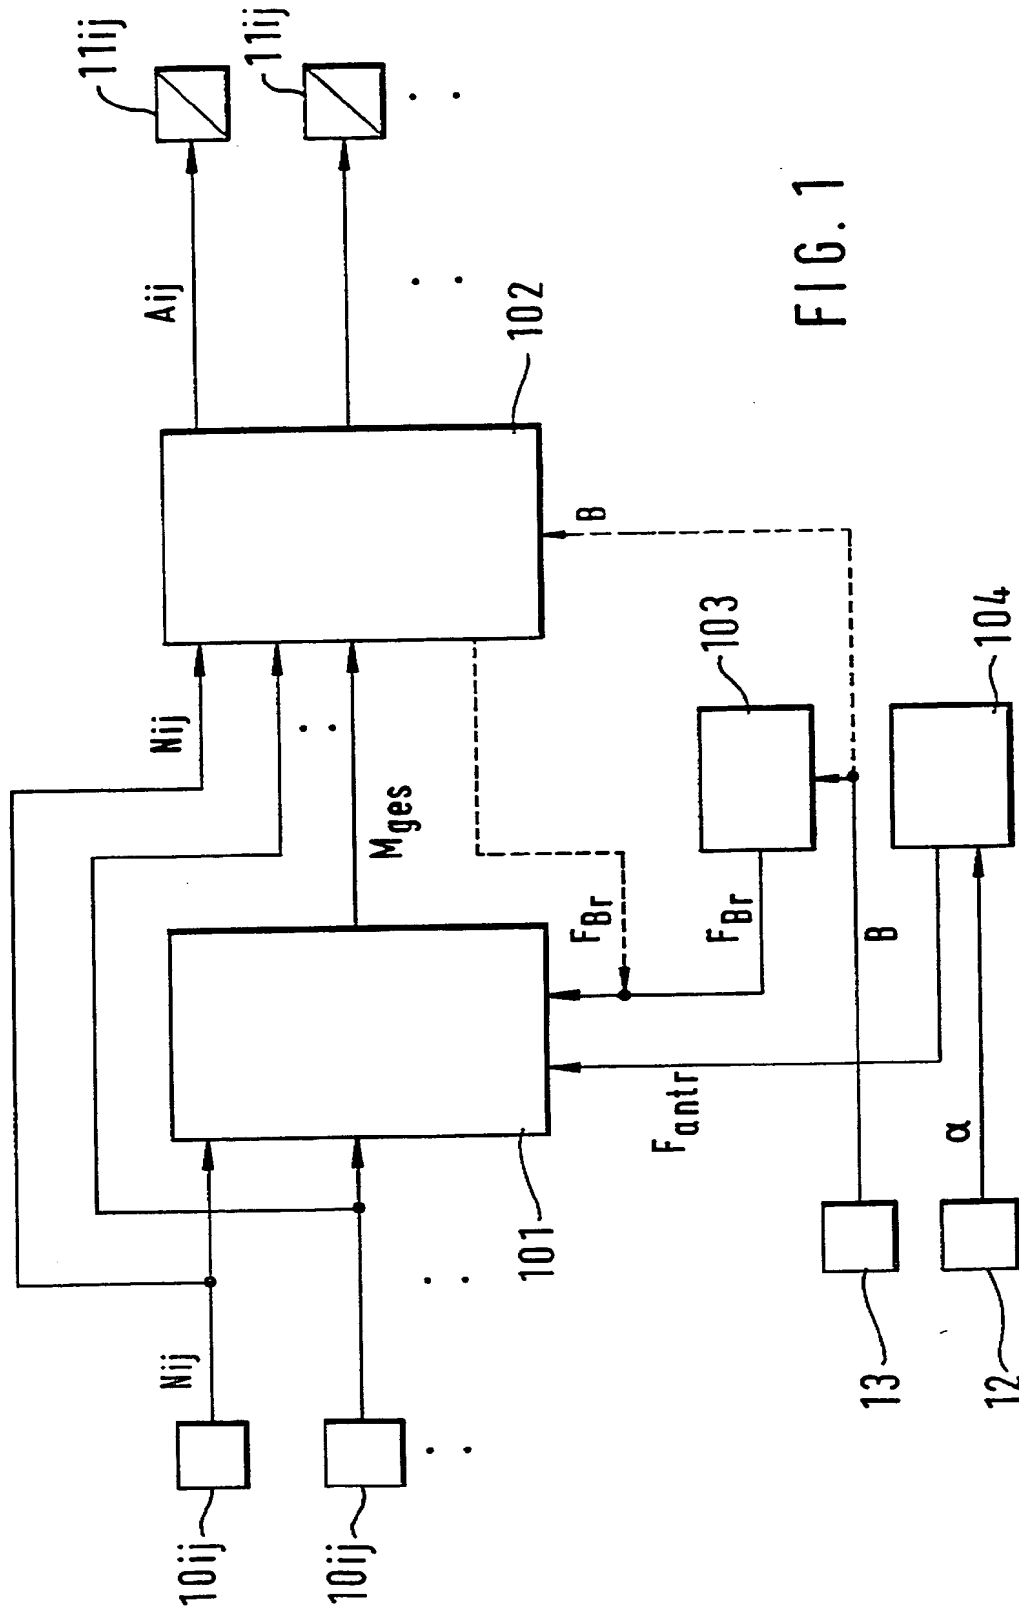 10ij
Nij
Nij
Aij
11ij
10ij
11ij
Mges
101
102
FBr
B
Fantr
FBr
103
13
B
12
α
104
FIG. 1